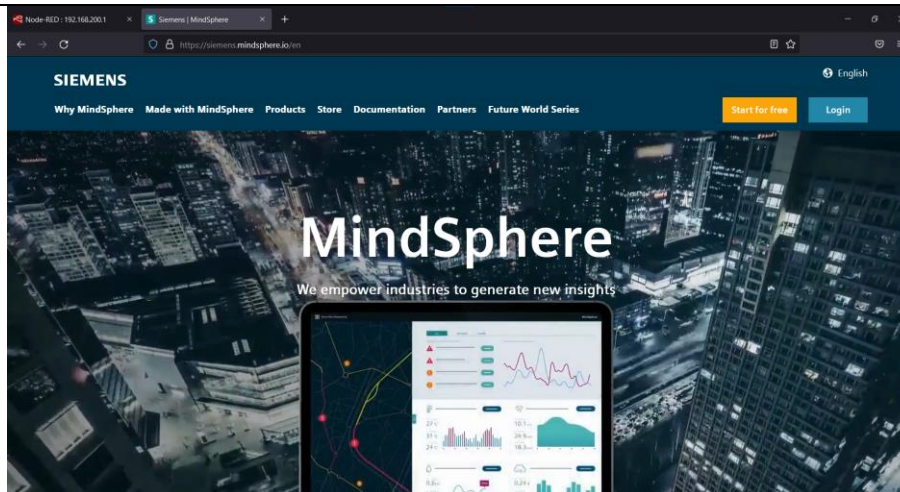 Node-RED : 192.168.200.1
Siemens | MindSphere
https://siemens.mindsphere.io/en
English
SIEMENS
Why MindSphere Made with MindSphere Products Store Documentation Partners Future World Series Start for free Login
MindSphere
We empower industries to generate new insights